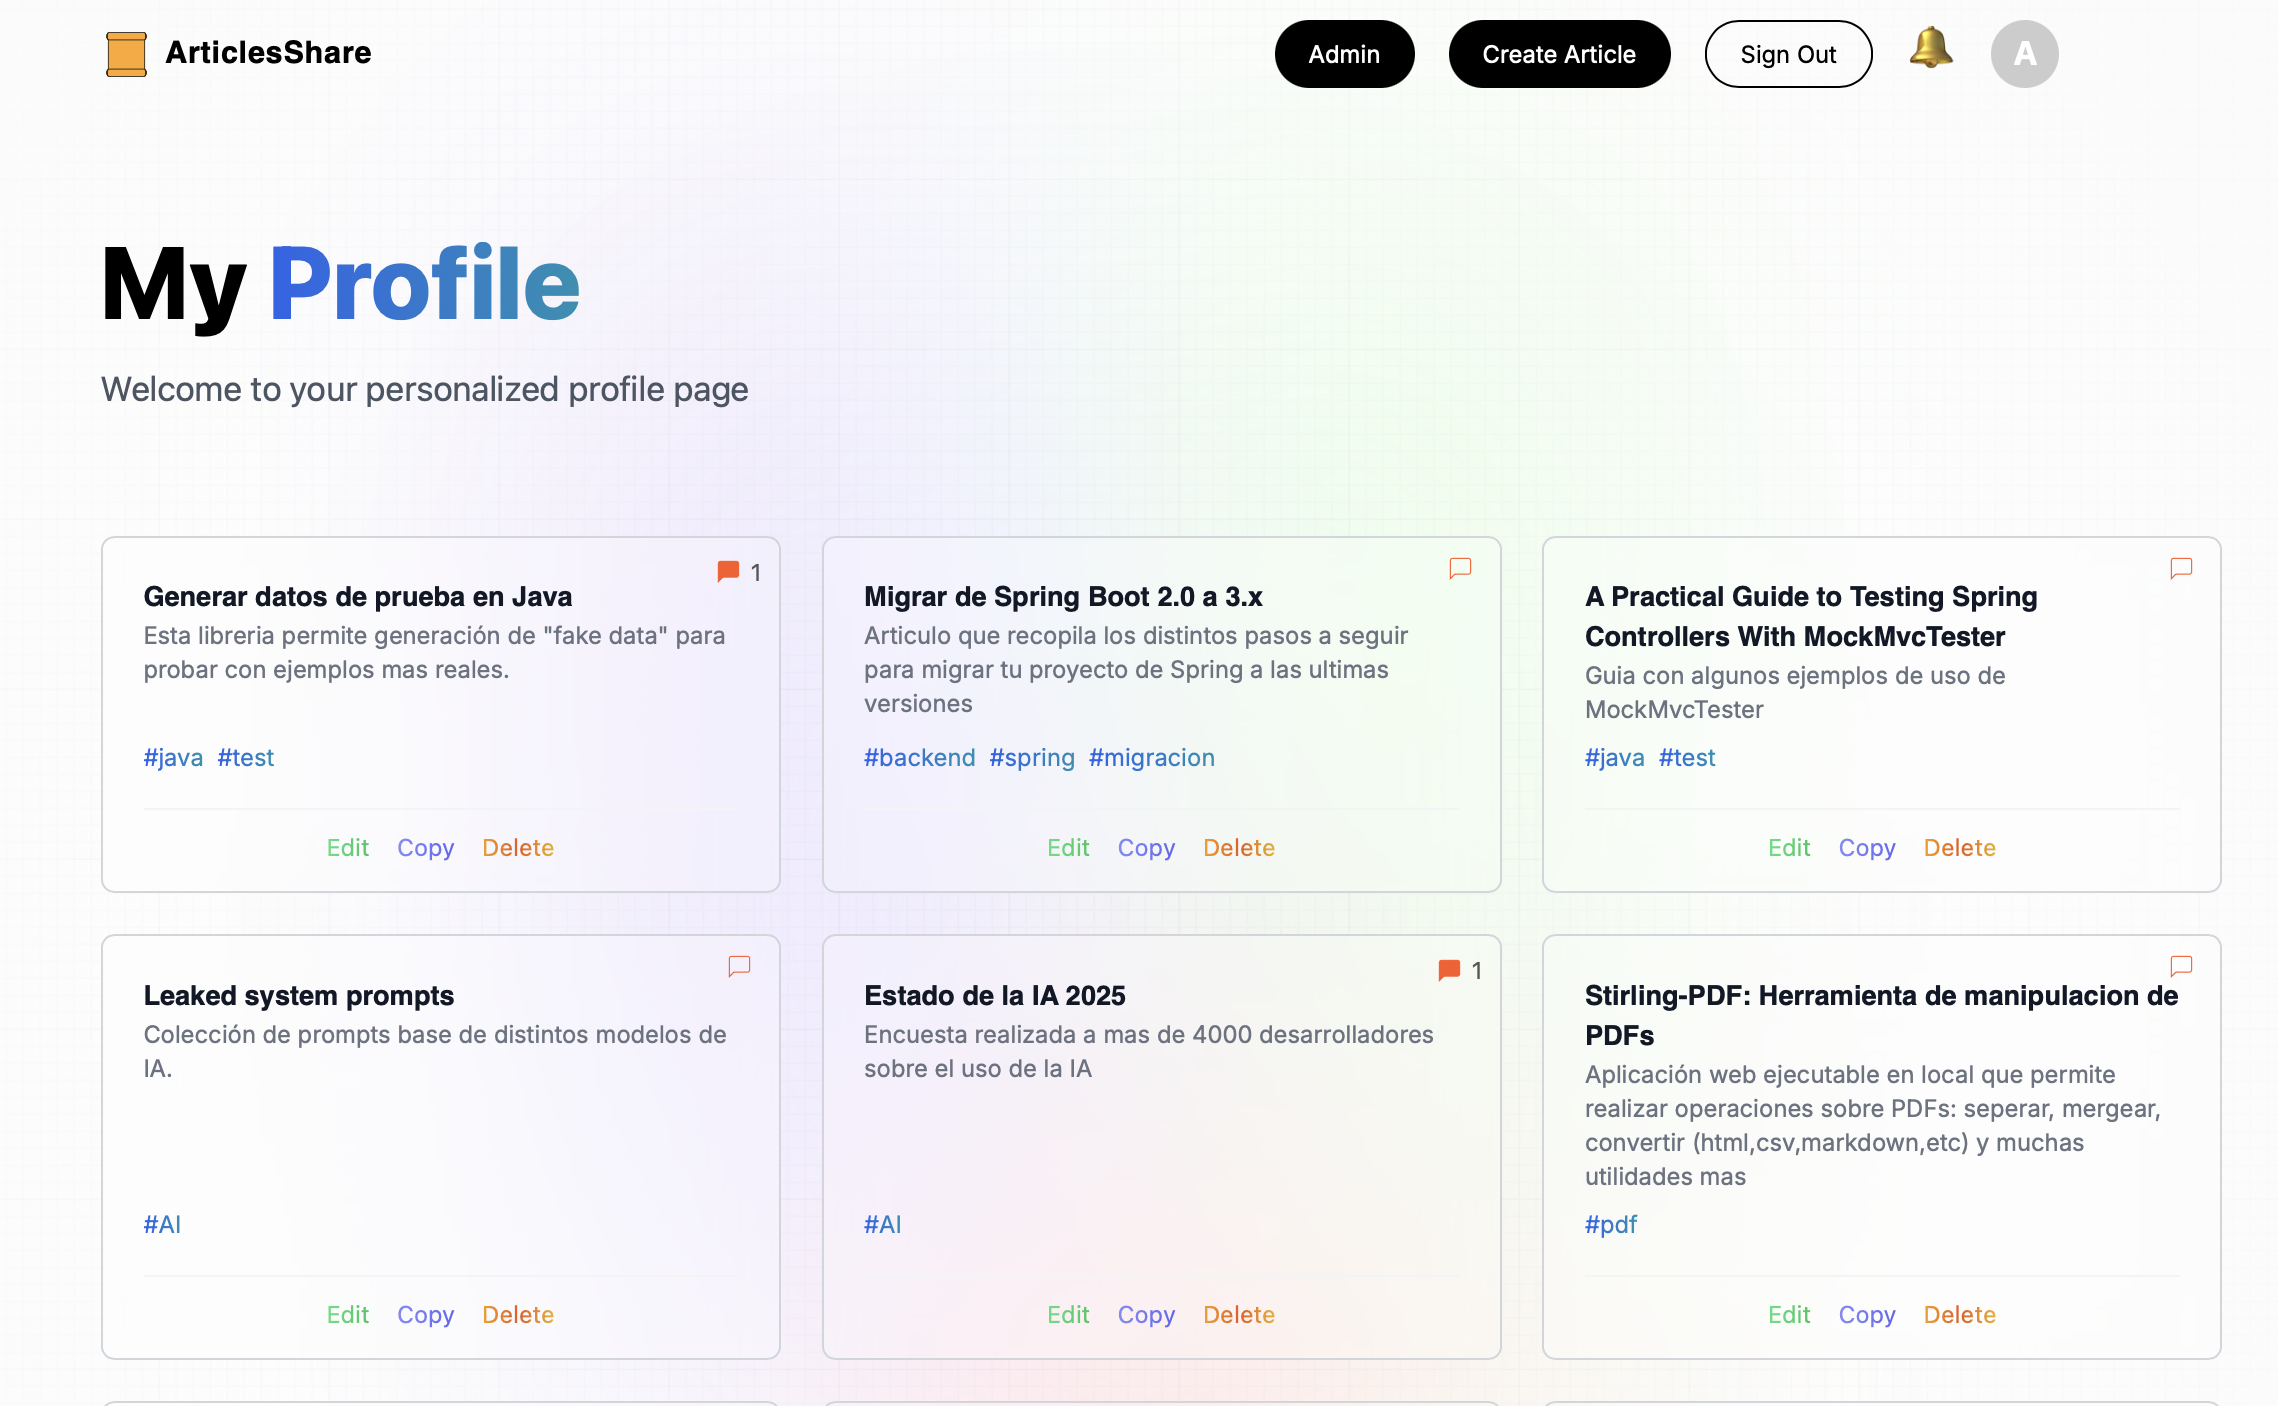 ArticlesShare
Admin
Create Article
Sign Out
A
My Profile
Welcome to your personalized profile page
1
Generar datos de prueba en Java
Esta libreria permite generación de "fake data" para
probar con ejemplos mas reales.
#java #test
Edit Copy Delete
Migrar de Spring Boot 2.0 a 3.x
Articulo que recopila los distintos pasos a seguir
para migrar tu proyecto de Spring a las ultimas
versiones
#backend #spring #migracion
Edit Copy Delete
A Practical Guide to Testing Spring
Controllers With MockMvcTester
Guia con algunos ejemplos de uso de
MockMvcTester
#java #test
Edit Copy Delete
Leaked system prompts
Colección de prompts base de distintos modelos de
IA.
#AI
Edit Copy Delete
1
Estado de la IA 2025
Encuesta realizada a mas de 4000 desarrolladores
sobre el uso de la IA
#AI
Edit Copy Delete
Stirling-PDF: Herramienta de manipulacion de
PDFs
Aplicación web ejecutable en local que permite
realizar operaciones sobre PDFs: seperar, mergear,
convertir (html,csv,markdown,etc) y muchas
utilidades mas
#pdf
Edit Copy Delete